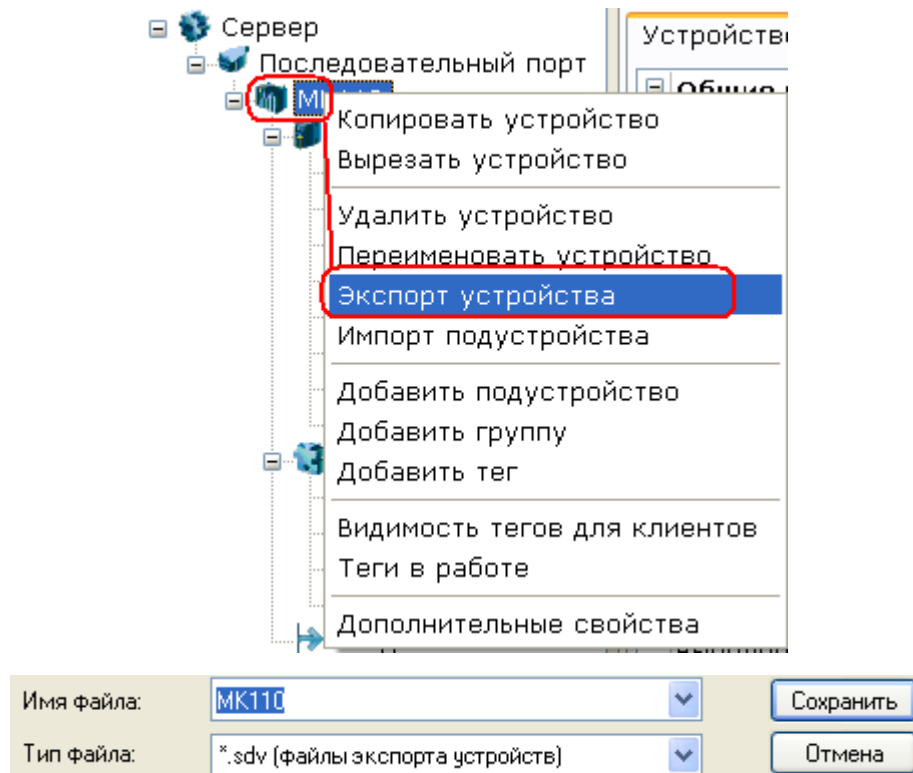 Сервер
Устройств
Последовательный порт
Общие
Копировать устройство
Вырезать устройство
Удалить устройство
Переименовать устройство
Экспорт устройства
Импорт подустройства
Добавить подустройство
Добавить группу
Добавить тег
Видимость тегов для клиентов
Теги в работе
Дополнительные свойства
Имя файла: МК110 Сохранить
Тип файла: *.sdv (файлы экспорта устройств) Отмена